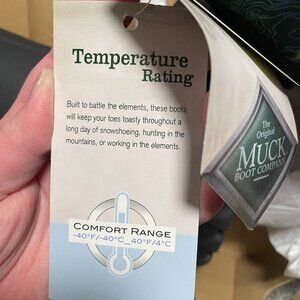 Temperature
Rating
Built to battle the elements, these boots
will keep your toes toasty throughout a
long day of snowshoeing, hunting in the
mountains, or working in the elements.
COMFORT RANGE
-40°F/-40°C_40°F/4°C
The
Original
MUCK
BOOT COMPANY